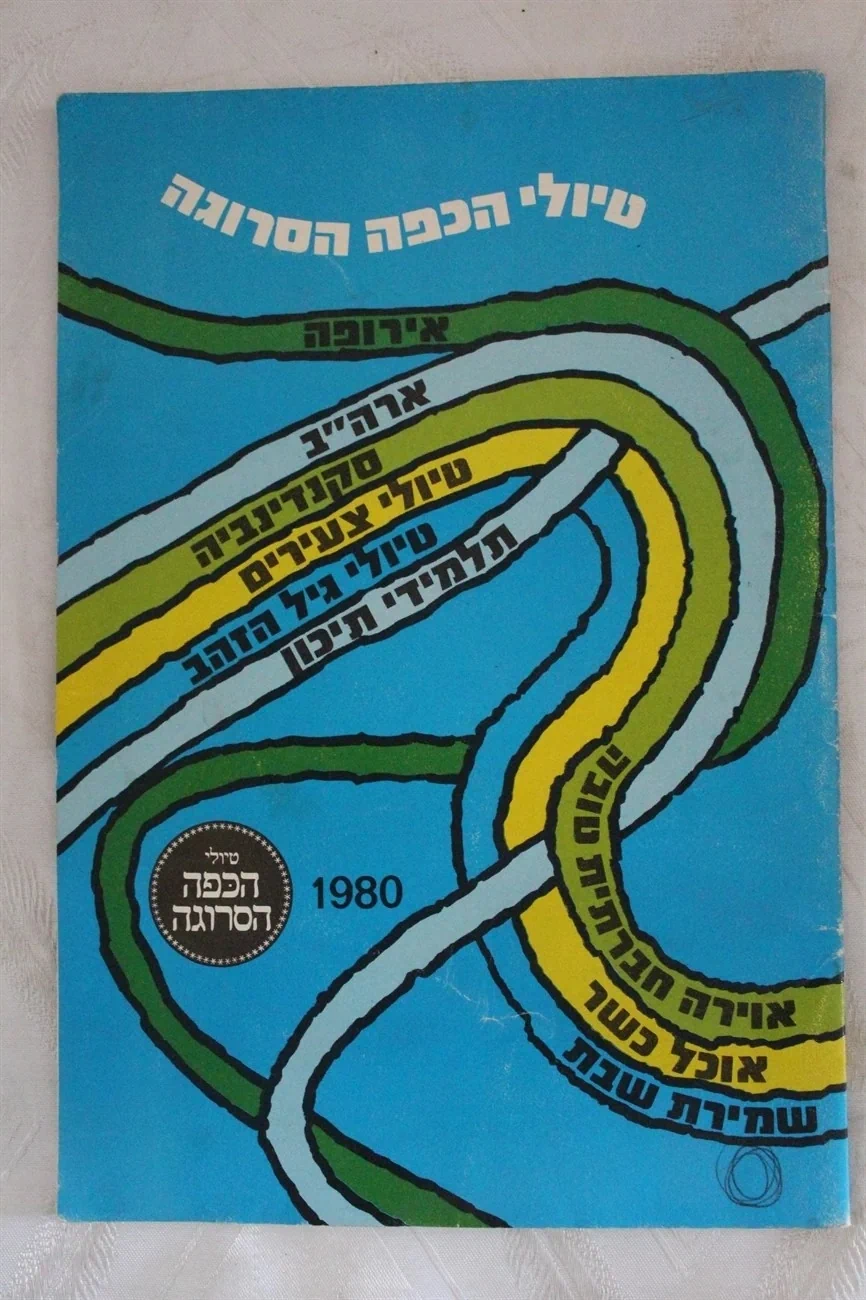 טיולי הכפה הסרוגה
אירופה
ארה"ב
סקנדינביה
טיולי צעירים
טיולי גיל הזהב
תלמידי תיכון
טיולי
הכפה
הסרוגה
1980
אוירה חברתית טובה
אוכל כשר
שמירת שבת